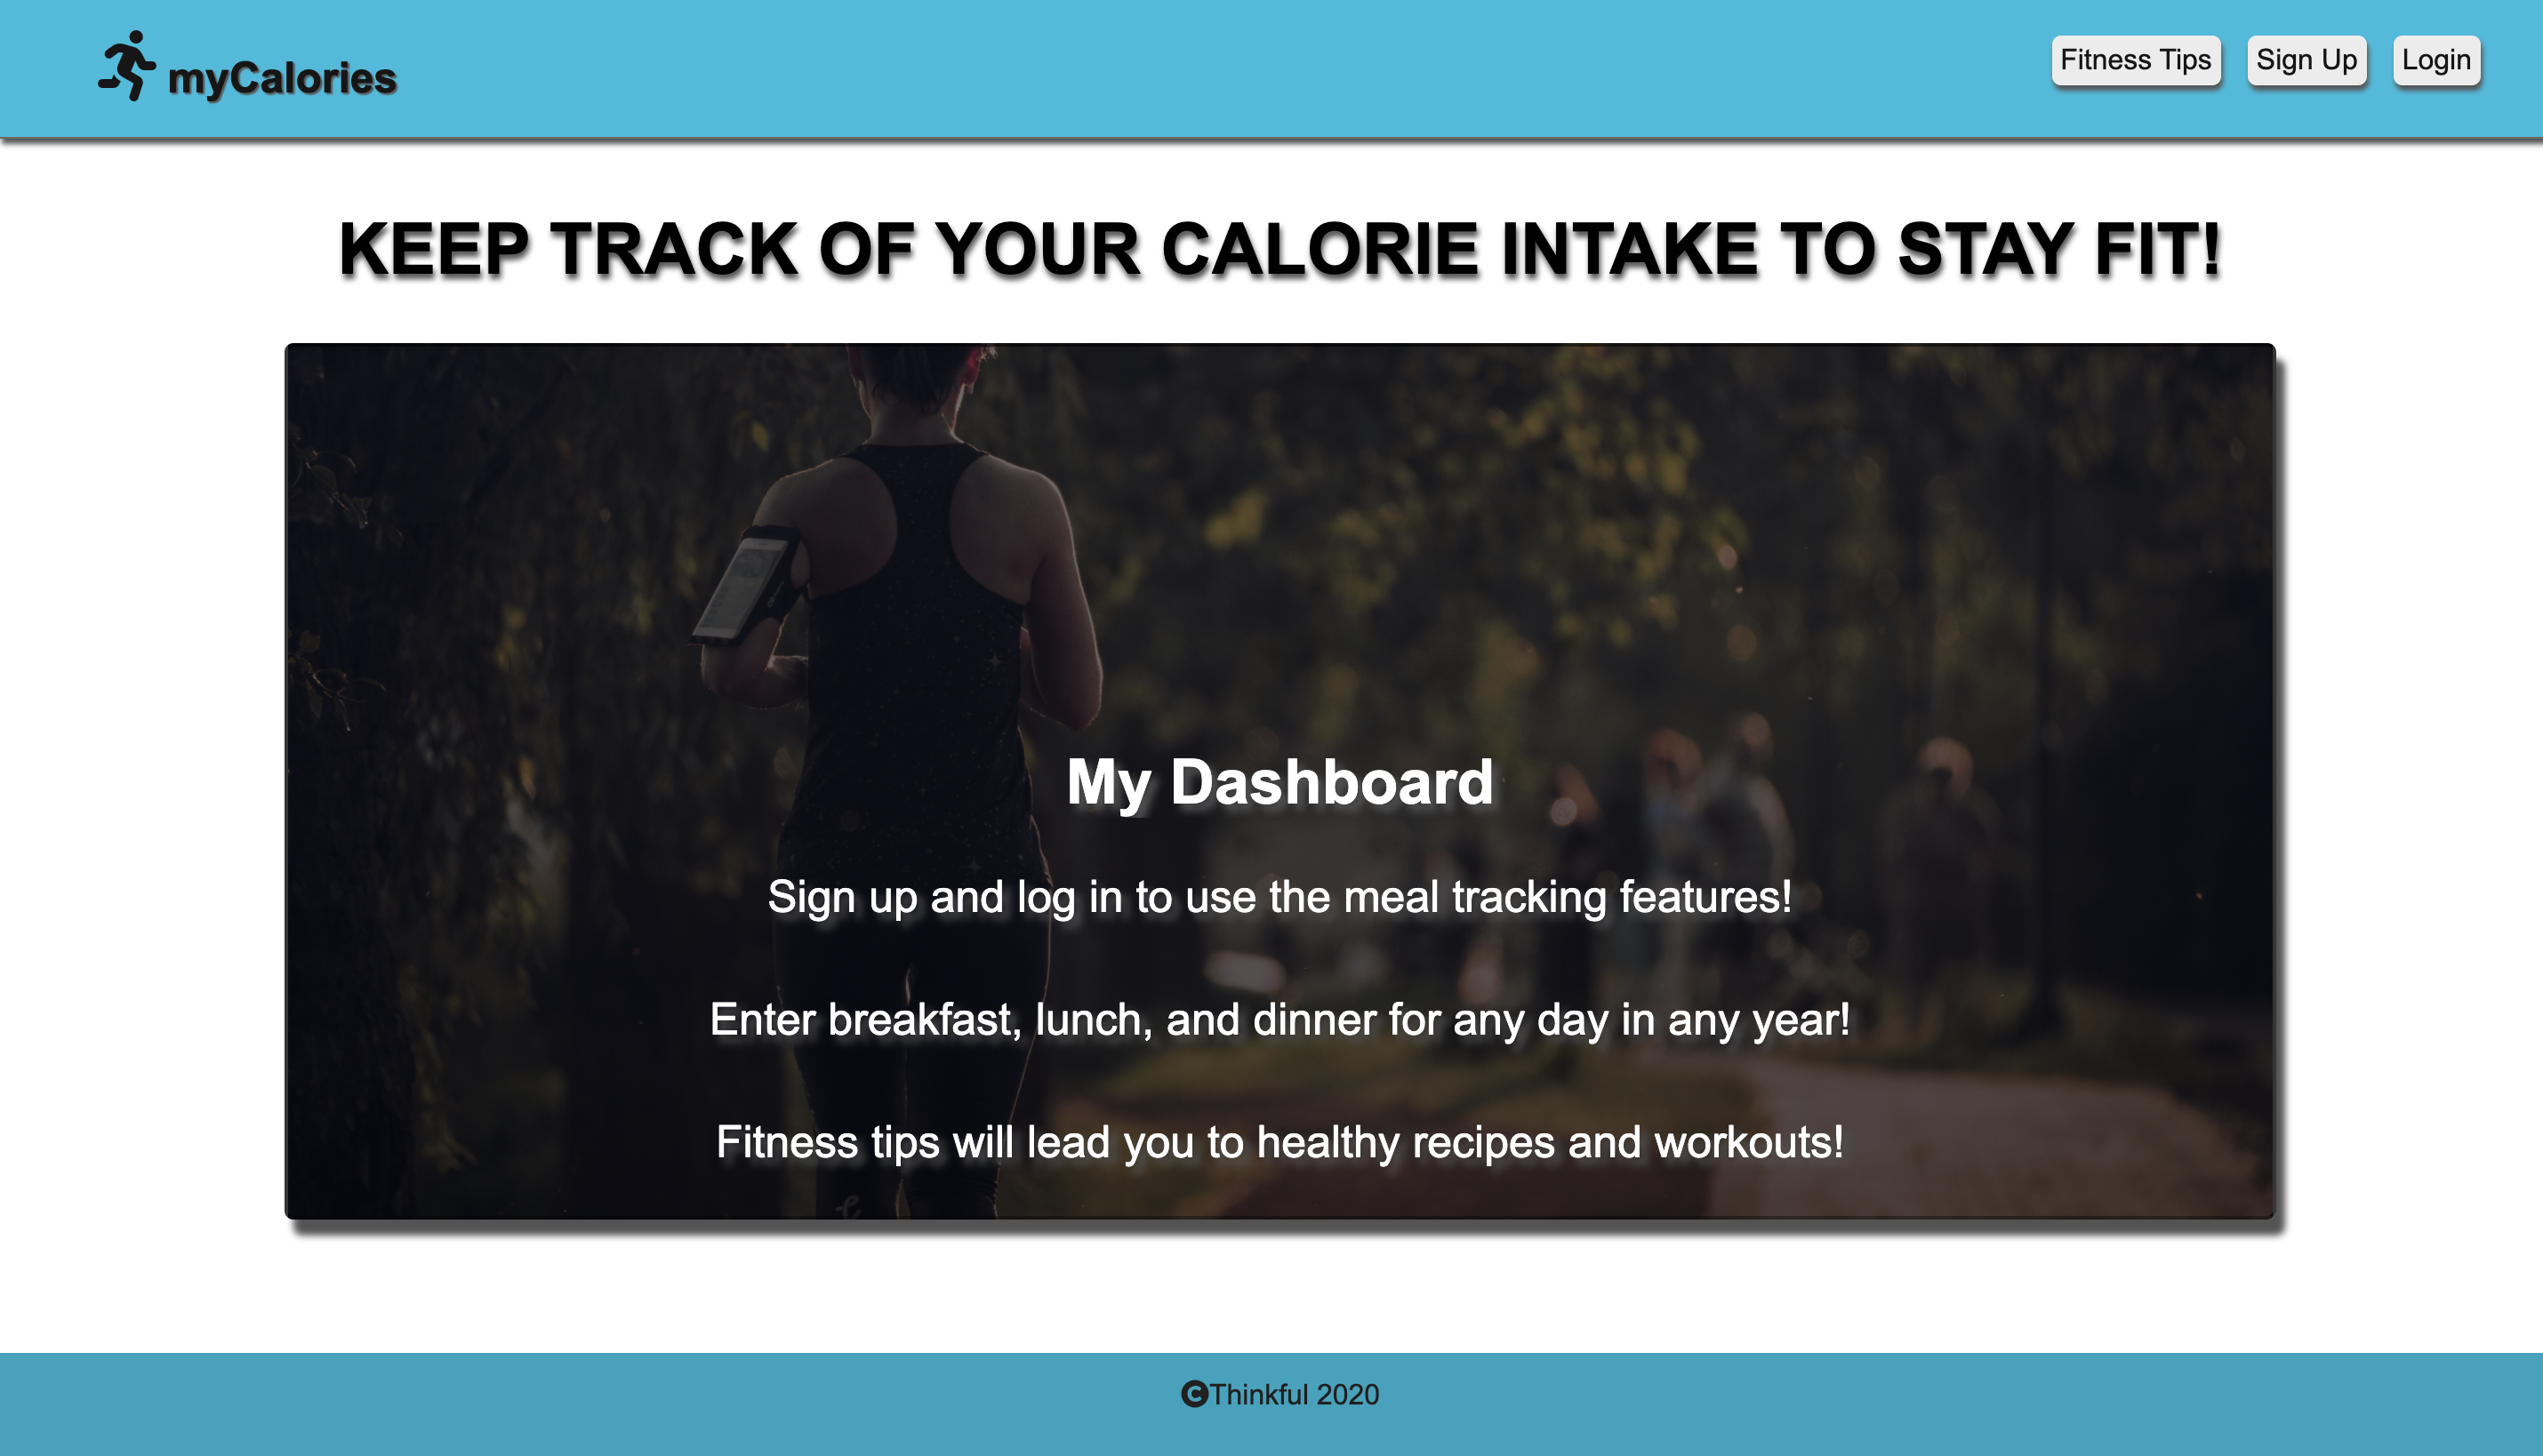 myCalories
Fitness Tips
Sign Up
Login
KEEP TRACK OF YOUR CALORIE INTAKE TO STAY FIT!
My Dashboard
Sign up and log in to use the meal tracking features!
Enter breakfast, lunch, and dinner for any day in any year!
Fitness tips will lead you to healthy recipes and workouts!
©Thinkful 2020